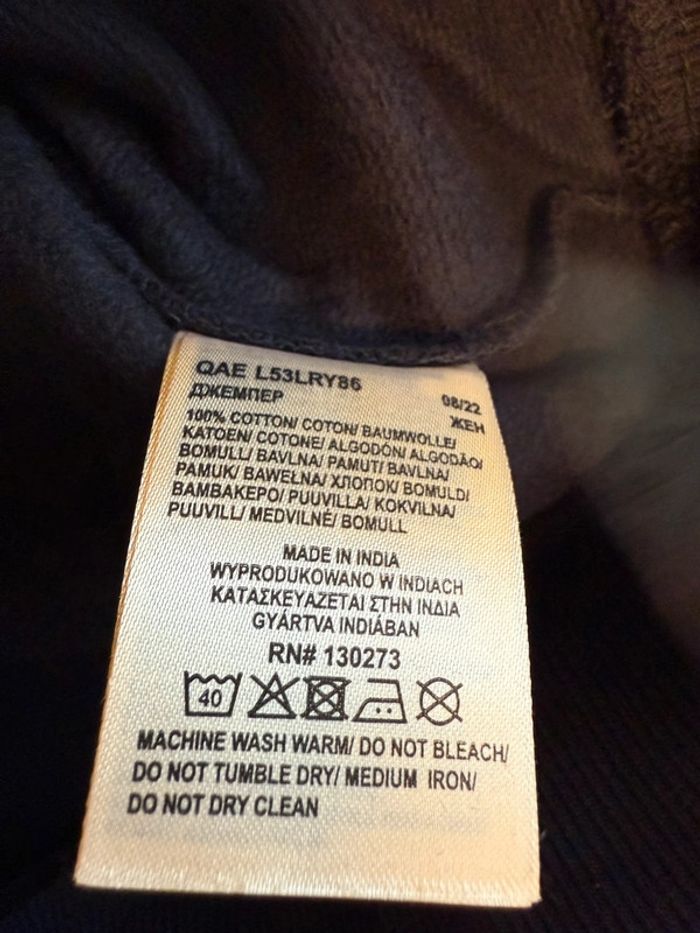 QAE L53LRY86
08/22
ДЖЕМПЕР
ЖЕН
100% COTTON/ COTON/ BAUMWOLLE/
KATOEN/ COTONE/ ALGODÓN/ ALGODÃO/
BOMULL/ BAVLNA/ PAMUT/ BAVLNA/
PAMUK/ BAWEŁNA/ ХЛОПОК/ BOMULD/
BAMBAKEPO/ PUUVILLA/ KOKVILNA/
PUUVILL/ MEDVILNĖ/ BOMULL
MADE IN INDIA
WYPRODUKOWANO W INDIACH
ΚΑΤΑΣΚΕΥΑΖΕΤΑΙ ΣΤΗΝ ΙΝΔΙΑ
GYÁRTVA INDIÁBAN
RN# 130273
40
MACHINE WASH WARM/ DO NOT BLEACH/
DO NOT TUMBLE DRY/ MEDIUM IRON/
DO NOT DRY CLEAN